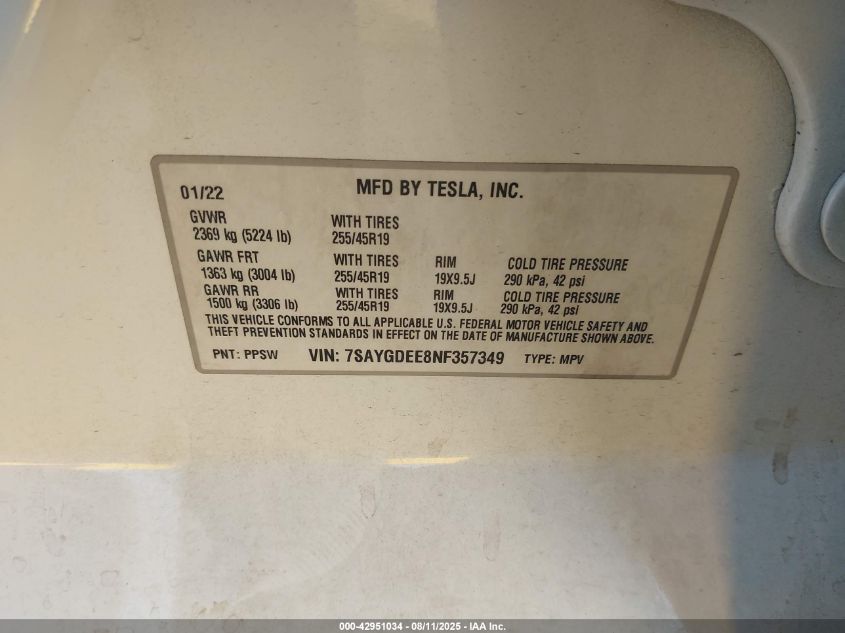 01/22 MFD BY TESLA, INC.
GVWR
2369 kg (5224 lb) WITH TIRES 255/45R19
GAWR FRT WITH TIRES RIM COLD TIRE PRESSURE
1363 kg (3004 lb) 255/45R19 19X9.5J 290 kPa, 42 psi
GAWR RR WITH TIRES RIM COLD TIRE PRESSURE
1500 kg (3306 lb) 255/45R19 19X9.5J 290 kPa, 42 psi
THIS VEHICLE CONFORMS TO ALL APPLICABLE U.S. FEDERAL MOTOR VEHICLE SAFETY AND
THEFT PREVENTION STANDARDS IN EFFECT ON THE DATE OF MANUFACTURE SHOWN ABOVE.
PNT: PPSW VIN: 7SAYGDEE8NF357349 TYPE: MPV
000-42951034 - 08/11/2025 - IAA Inc.